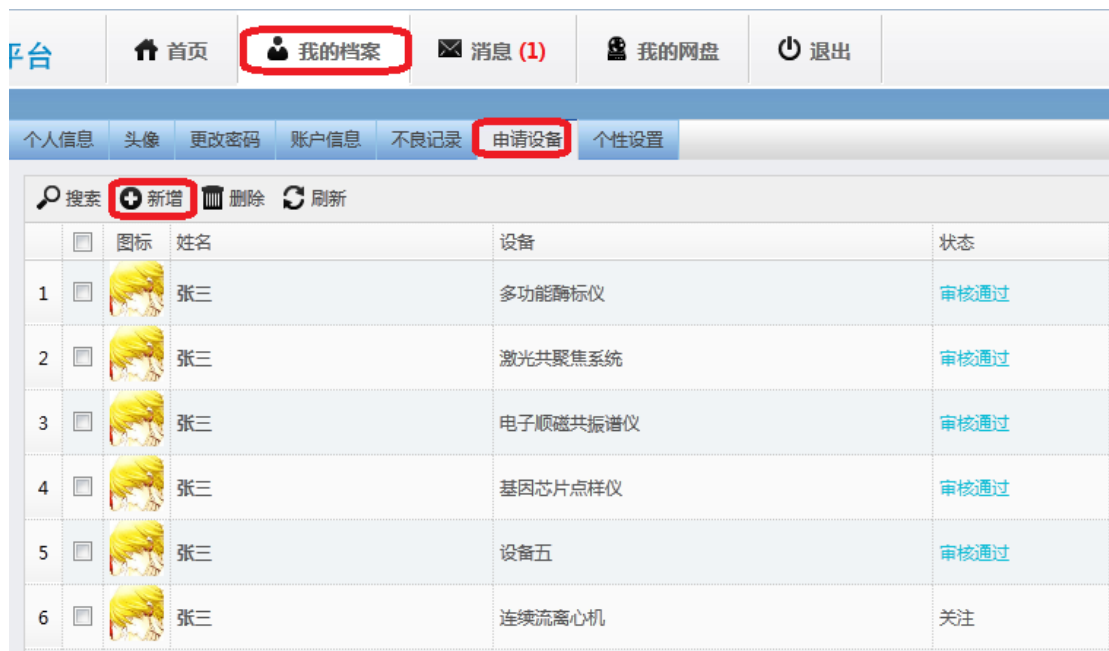 平台 首页 我的档案 消息 (1) 我的网盘 退出
个人信息 头像 更改密码 账户信息 不良记录 申请设备 个性设置
搜索 新增 删除 刷新
图标 姓名 设备 状态
1 张三 多功能酶标仪 审核通过
2 张三 激光共聚焦系统 审核通过
3 张三 电子顺磁共振谱仪 审核通过
4 张三 基因芯片点样仪 审核通过
5 张三 设备五 审核通过
6 张三 连续流离心机 关注